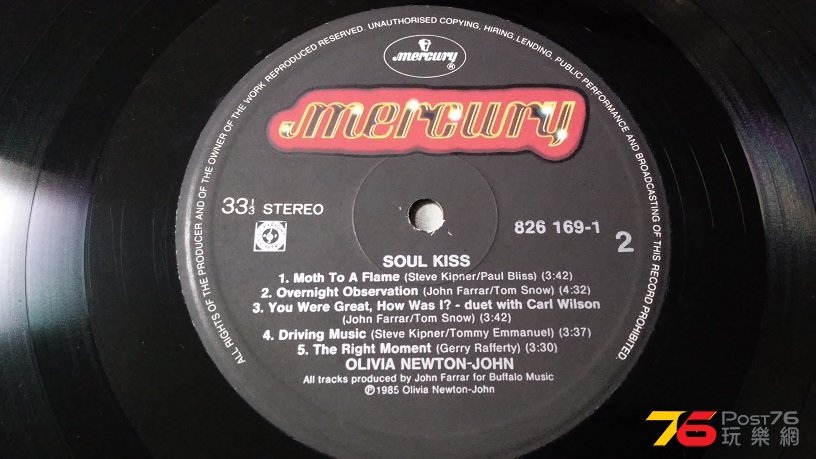 ALL RIGHTS OF THE PRODUCER AND OF THE OWNER OF THE WORK REPRODUCED RESERVED. UNAUTHORISED COPYING, HIRING, LENDING, PUBLIC PERFORMANCE AND BROADCASTING OF THIS RECORD PROHIBITED.
mercury
®
mercury
33⅓ STEREO
826 169-1
2
SOUL KISS
1. Moth To A Flame (Steve Kipner/Paul Bliss) (3:42)
2. Overnight Observation (John Farrar/Tom Snow) (4:32)
3. You Were Great, How Was I? - duet with Carl Wilson
(John Farrar/Tom Snow) (3:42)
4. Driving Music (Steve Kipner/Tommy Emmanuel) (3:37)
5. The Right Moment (Gerry Rafferty) (3:30)
OLIVIA NEWTON-JOHN
All tracks produced by John Farrar for Buffalo Music
℗1985 Olivia Newton-John
76 Post76
玩樂網